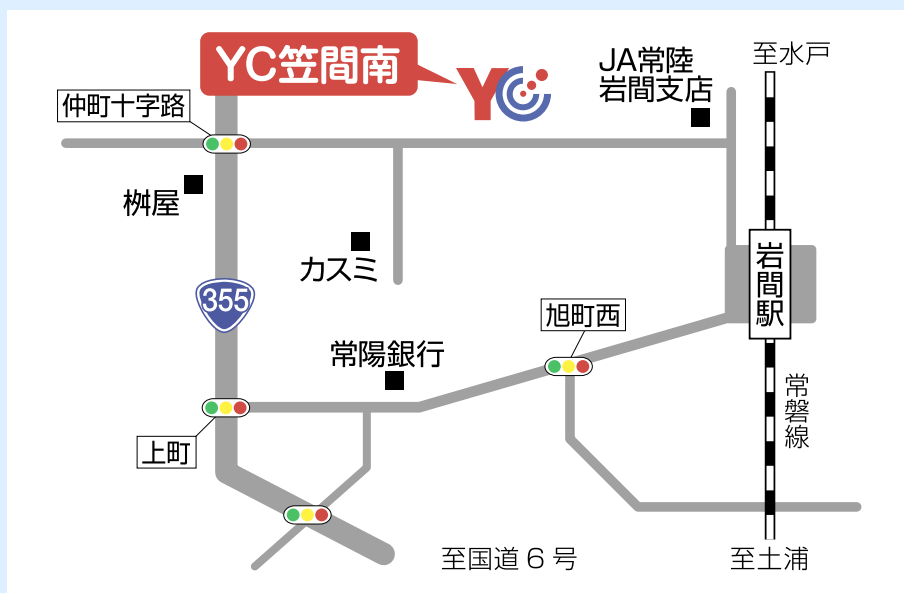 YC笠間南
YC
JA常陸
岩間支店
至水戸
仲町十字路
桝屋
カスミ
355
岩間駅
旭町西
常陽銀行
常磐線
上町
至国道6号
至土浦